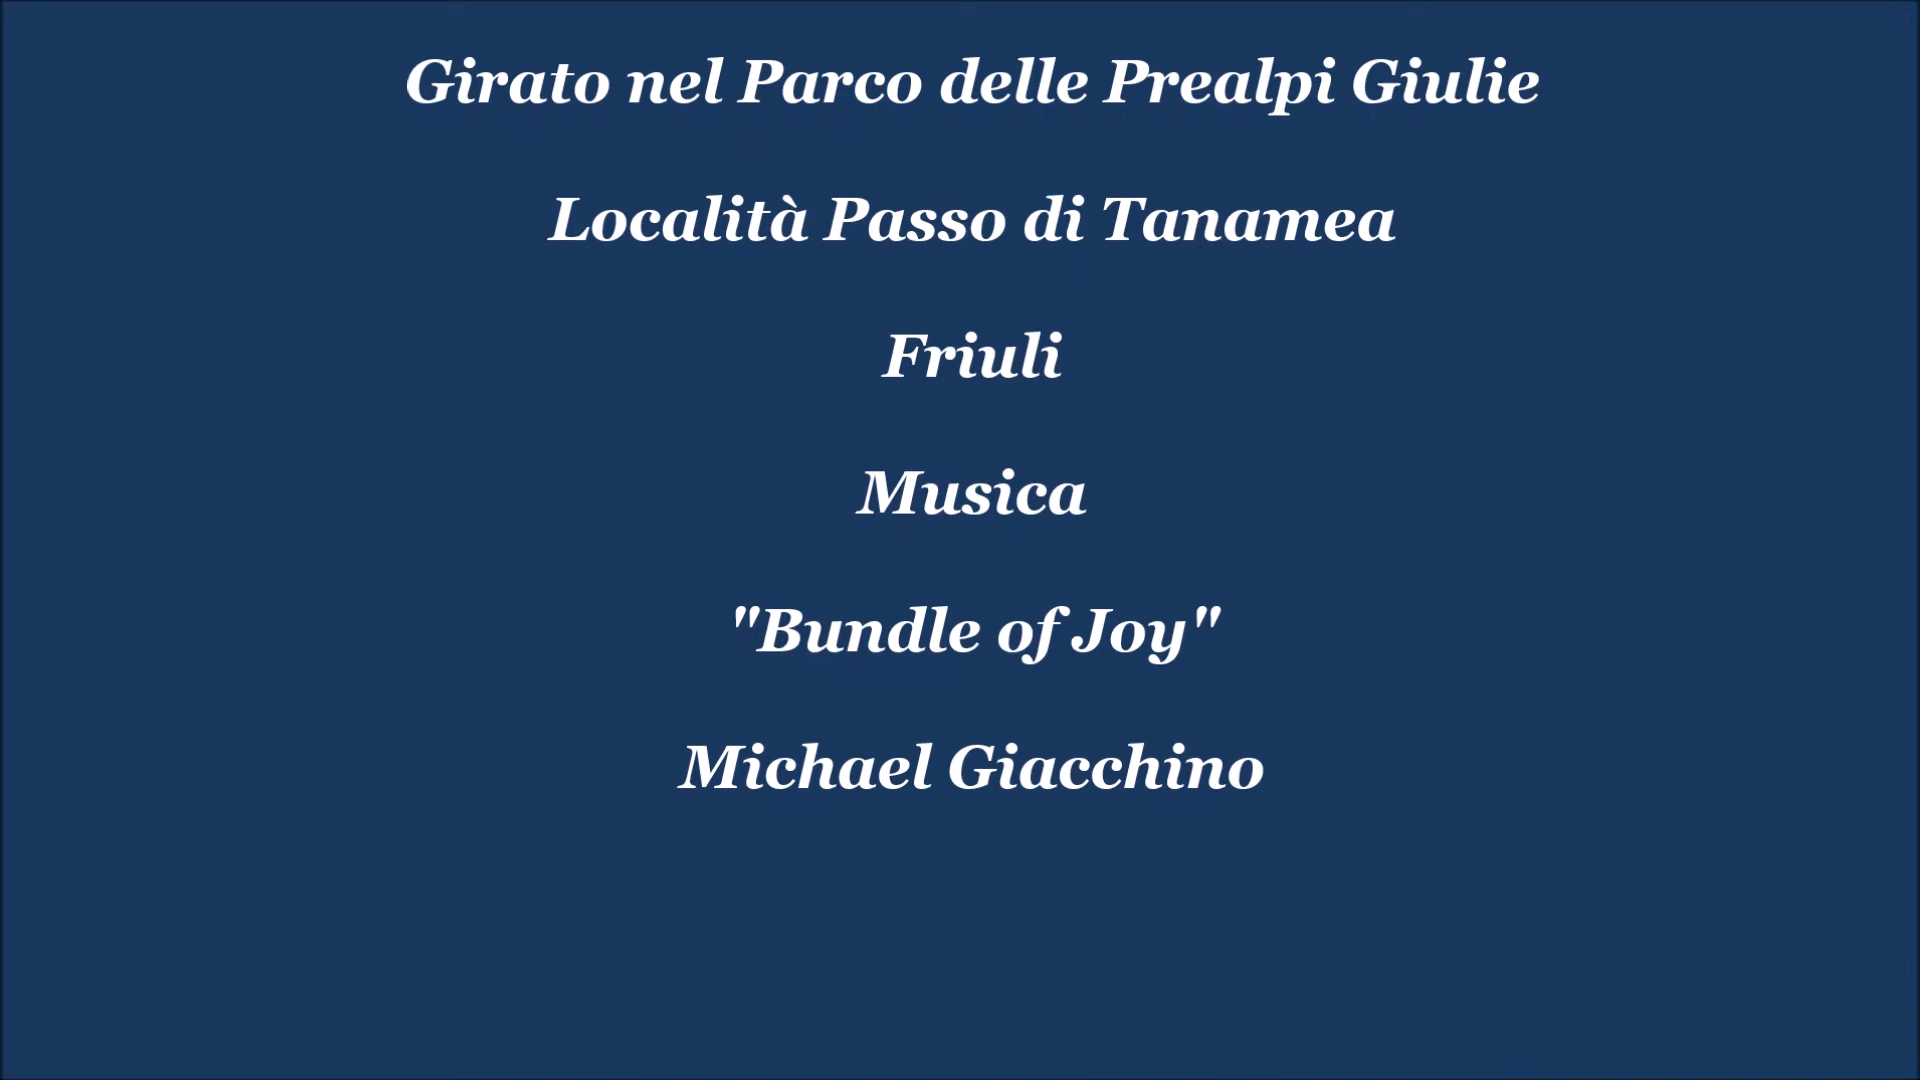 Girato nel Parco delle Prealpi Giulie
Località Passo di Tanamea
Friuli
Musica
"Bundle of Joy"
Michael Giacchino